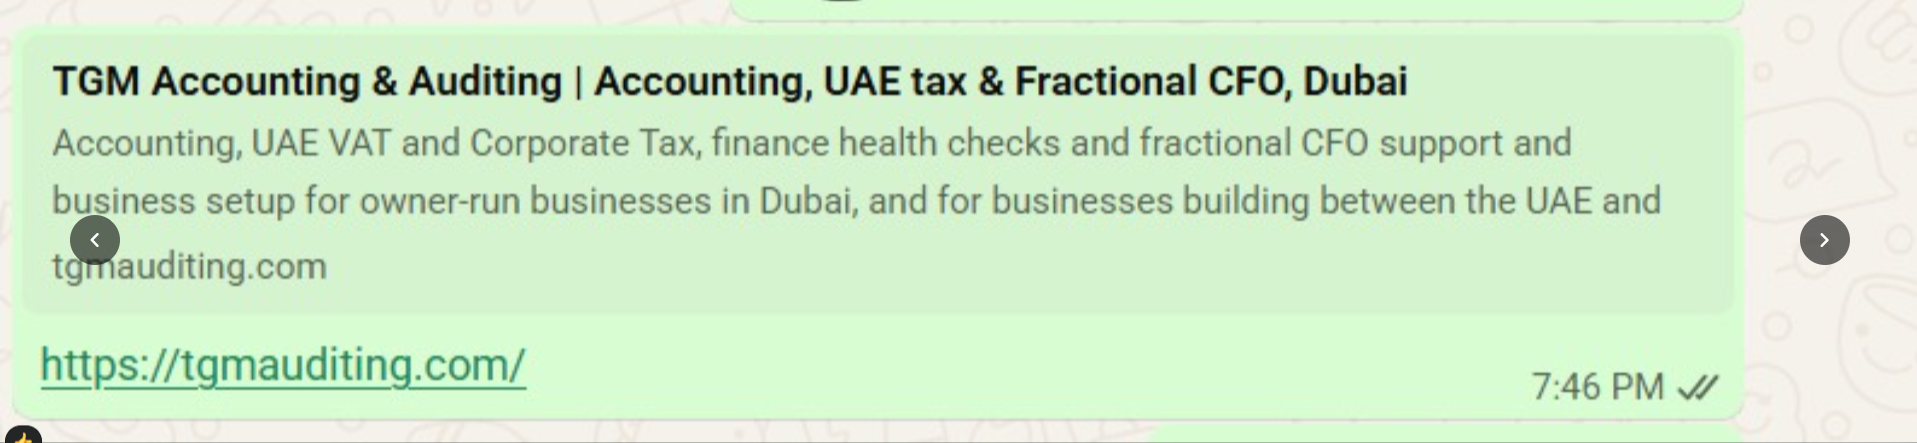 TGM Accounting & Auditing | Accounting, UAE tax & Fractional CFO, Dubai
Accounting, UAE VAT and Corporate Tax, finance health checks and fractional CFO support and
business setup for owner-run businesses in Dubai, and for businesses building between the UAE and
tgmauditing.com
https://tgmauditing.com/
7:46 PM